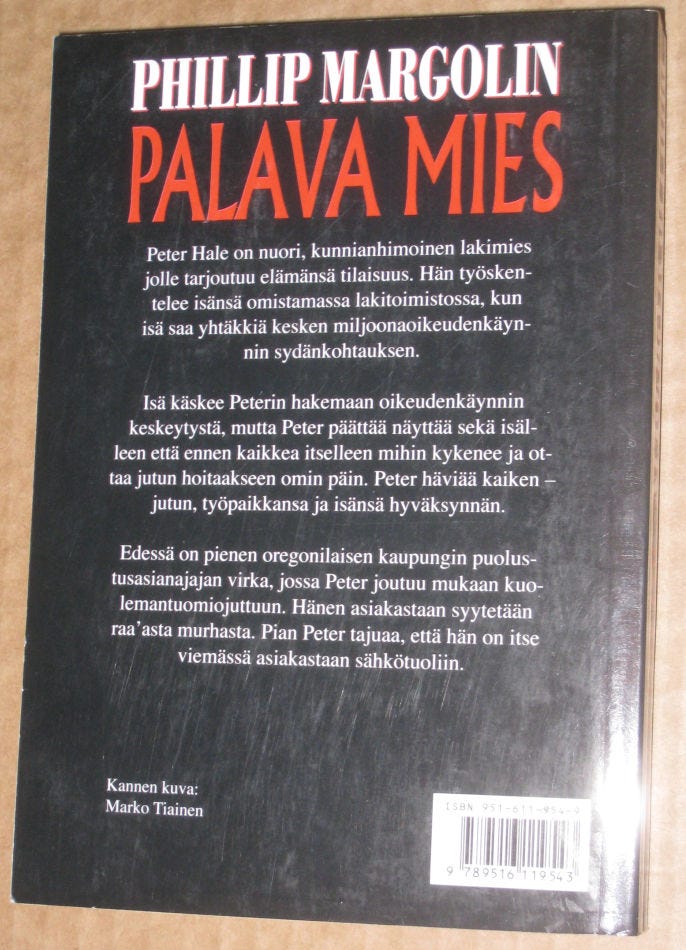 PHILLIP MARGOLIN
PALAVA MIES
Peter Hale on nuori, kunnianhimoinen lakimies
jolle tarjoutuu elämänsä tilaisuus. Hän työsken-
telee isänsä omistamassa lakitoimistossa, kun
isä saa yhtäkkiä kesken miljoonaoikeudenkäyn-
nin sydänkohtauksen.
Isä käskee Peterin hakemaan oikeudenkäynnin
keskeytystä, mutta Peter päättää näyttää sekä isäl-
leen että ennen kaikkea itselleen mihin kykenee ja ot-
taa jutun hoitaakseen omin päin. Peter häviää kaiken –
jutun, työpaikkansa ja isänsä hyväksynnän.
Edessä on pienen oregonilaisen kaupungin puolus-
tusasianajajan virka, jossa Peter joutuu mukaan kuo-
lemantuomiojuttuun. Hänen asiakastaan syytetään
raa'asta murhasta. Pian Peter tajuaa, että hän on itse
viemässä asiakastaan sähkötuoliin.
Kannen kuva:
Marko Tiainen
ISBN 951-611-954-9
9 789516 119543